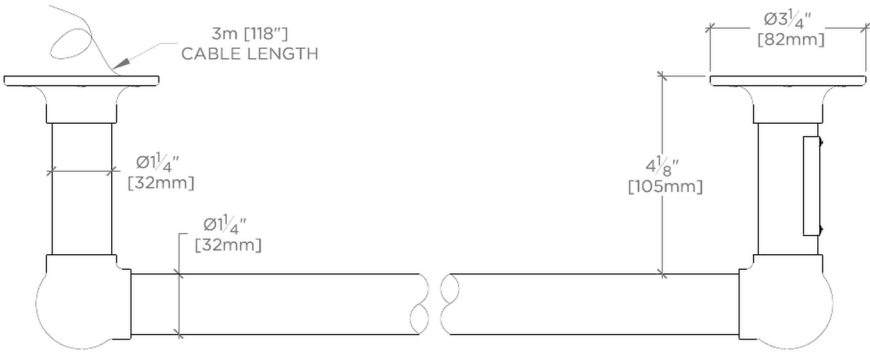 3m [118"]
CABLE LENGTH
Ø3¼"
[82mm]
Ø1¼"
[32mm]
4⅛"
[105mm]
Ø1¼"
[32mm]